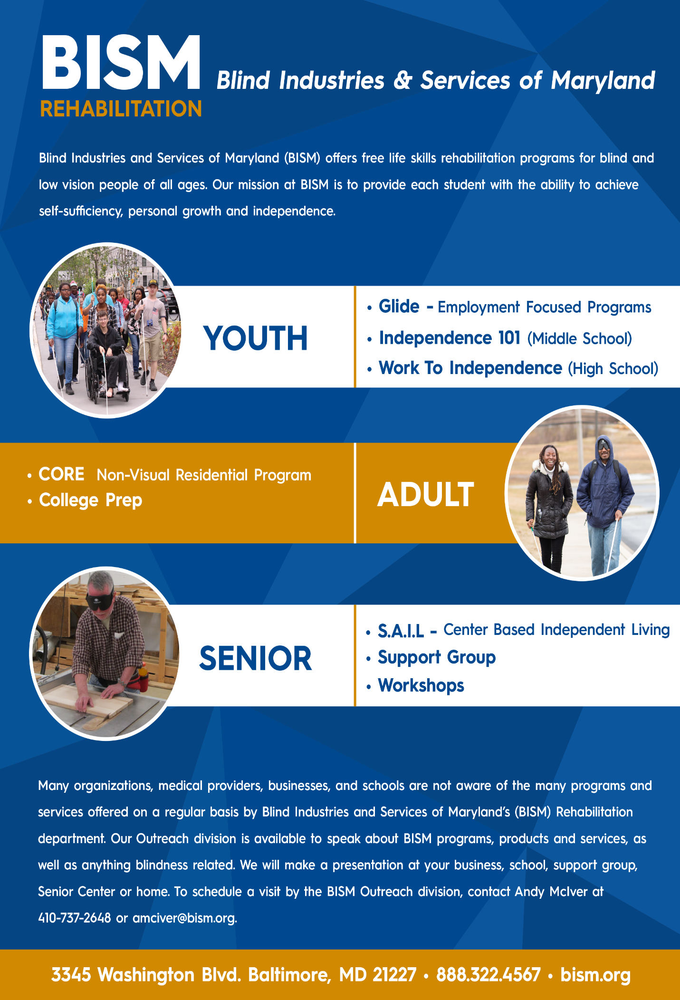 BISM
Blind Industries & Services of Maryland
REHABILITATION
Blind Industries and Services of Maryland (BISM) offers free life skills rehabilitation programs for blind and
low vision people of all ages. Our mission at BISM is to provide each student with the ability to achieve
self-sufficiency, personal growth and independence.
YOUTH
• Glide - Employment Focused Programs
• Independence 101 (Middle School)
• Work To Independence (High School)
• CORE Non-Visual Residential Program
• College Prep
ADULT
SENIOR
• S.A.I.L - Center Based Independent Living
• Support Group
• Workshops
Many organizations, medical providers, businesses, and schools are not aware of the many programs and
services offered on a regular basis by Blind Industries and Services of Maryland's (BISM) Rehabilitation
department. Our Outreach division is available to speak about BISM programs, products and services, as
well as anything blindness related. We will make a presentation at your business, school, support group,
Senior Center or home. To schedule a visit by the BISM Outreach division, contact Andy McIver at
410-737-2648 or amciver@bism.org.
3345 Washington Blvd. Baltimore, MD 21227 • 888.322.4567 • bism.org